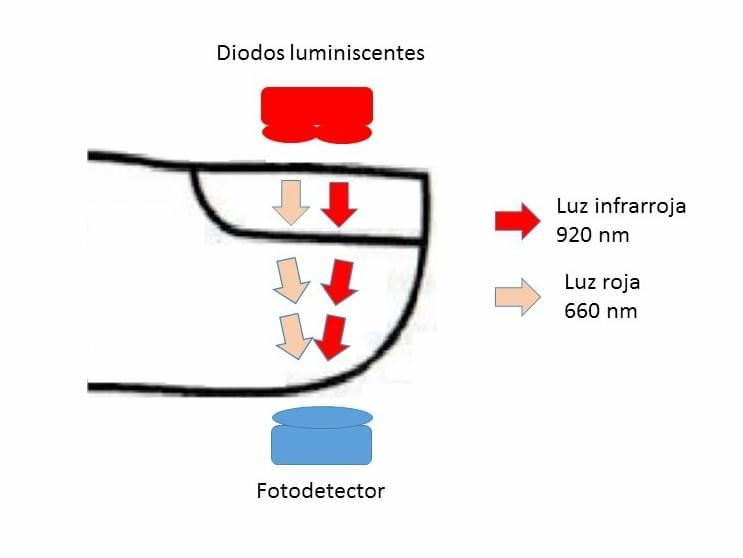 Diodos luminiscentes
Luz infrarroja
920 nm
Luz roja
660 nm
Fotodetector